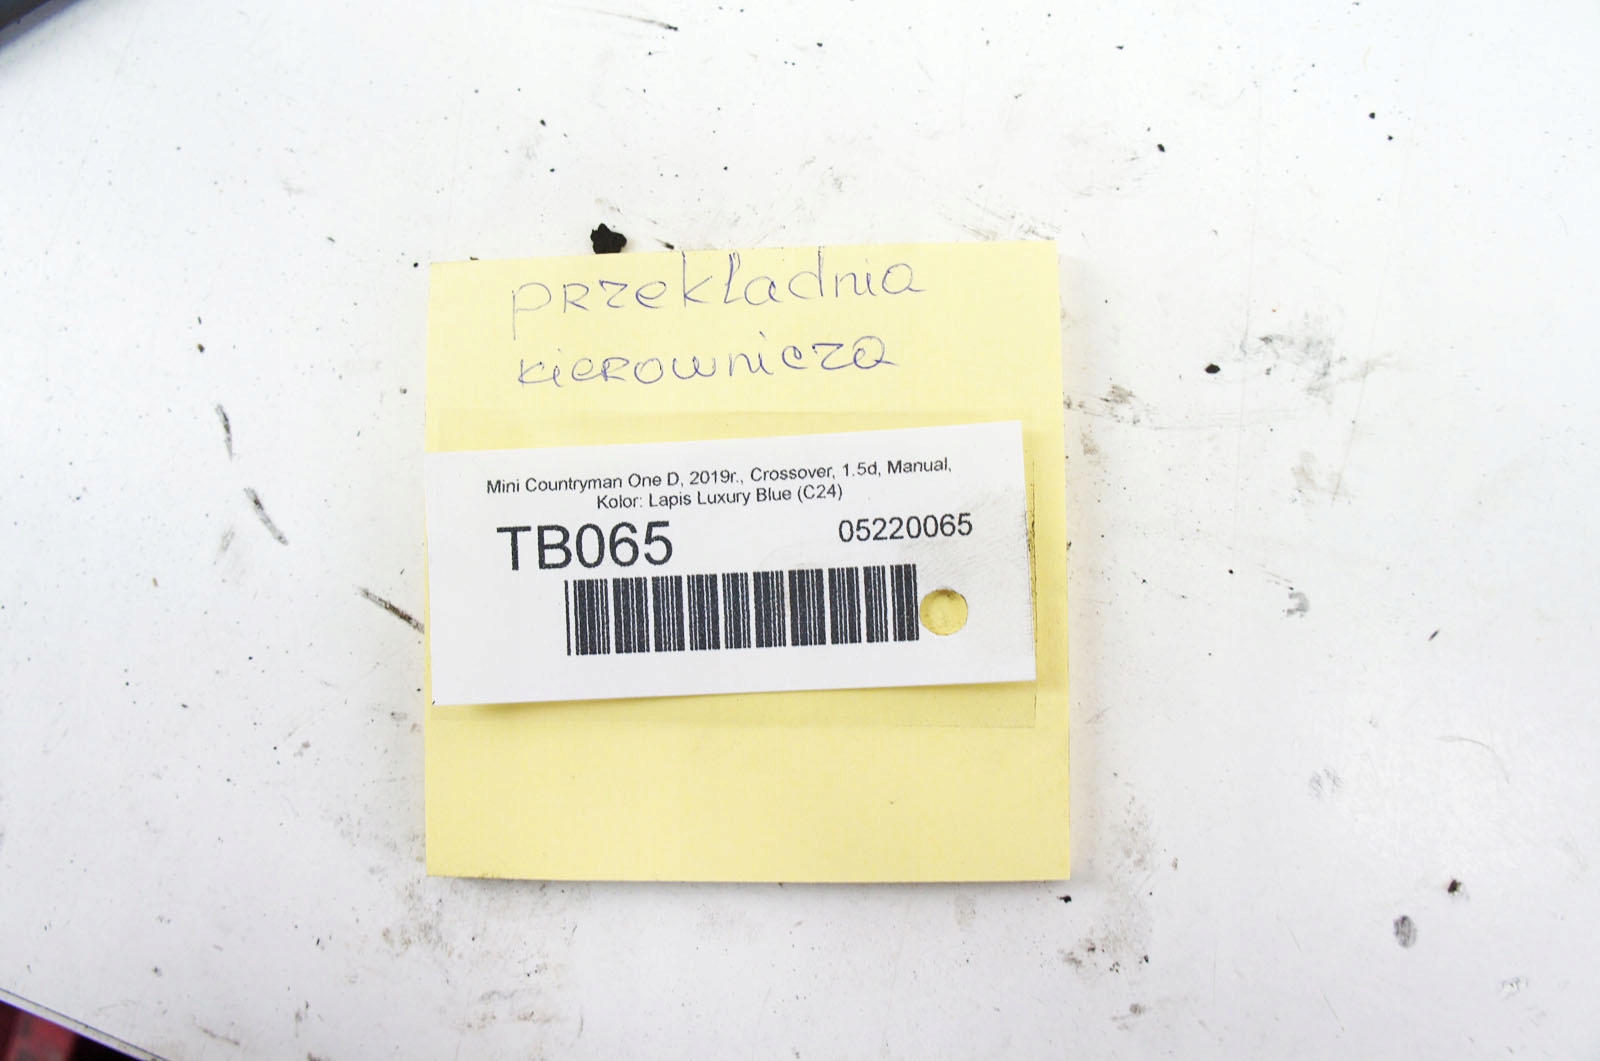 przekładnia
kierownicza
Mini Countryman One D, 2019r., Crossover, 1.5d, Manual,
Kolor: Lapis Luxury Blue (C24)
TB065 05220065